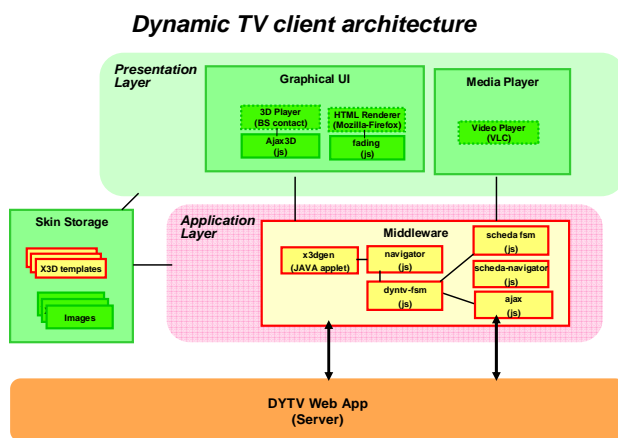 Dynamic TV client architecture
Presentation
Layer
Graphical UI
3D Player
(BS contact)
HTML Renderer
(Mozilla-Firefox)
Ajax3D
(js)
fading
(js)
Media Player
Video Player
(VLC)
Skin Storage
X3D templates
Images
Application
Layer
Middleware
x3dgen
(JAVA applet)
navigator
(js)
dyntv-fsm
(js)
scheda fsm
(js)
scheda-navigator
(js)
ajax
(js)
DYTV Web App
(Server)